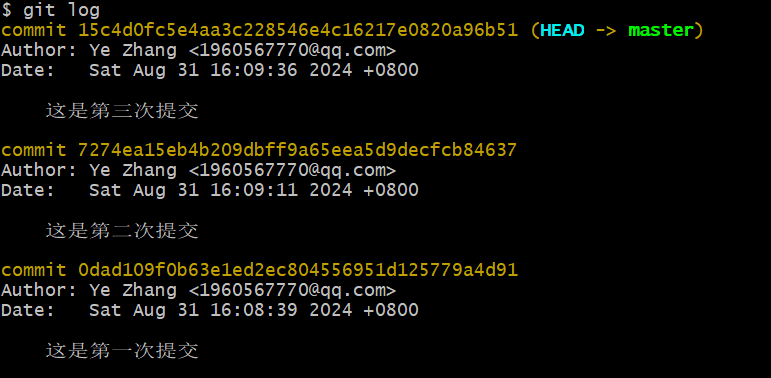 $ git log
commit 15c4d0fc5e4aa3c228546e4c16217e0820a96b51 (HEAD -> master)
Author: Ye Zhang <1960567770@qq.com>
Date:   Sat Aug 31 16:09:36 2024 +0800
这是第三次提交
commit 7274ea15eb4b209dbff9a65eea5d9decfcb84637
Author: Ye Zhang <1960567770@qq.com>
Date:   Sat Aug 31 16:09:11 2024 +0800
这是第二次提交
commit 0dad109f0b63e1ed2ec804556951d125779a4d91
Author: Ye Zhang <1960567770@qq.com>
Date:   Sat Aug 31 16:08:39 2024 +0800
这是第一次提交